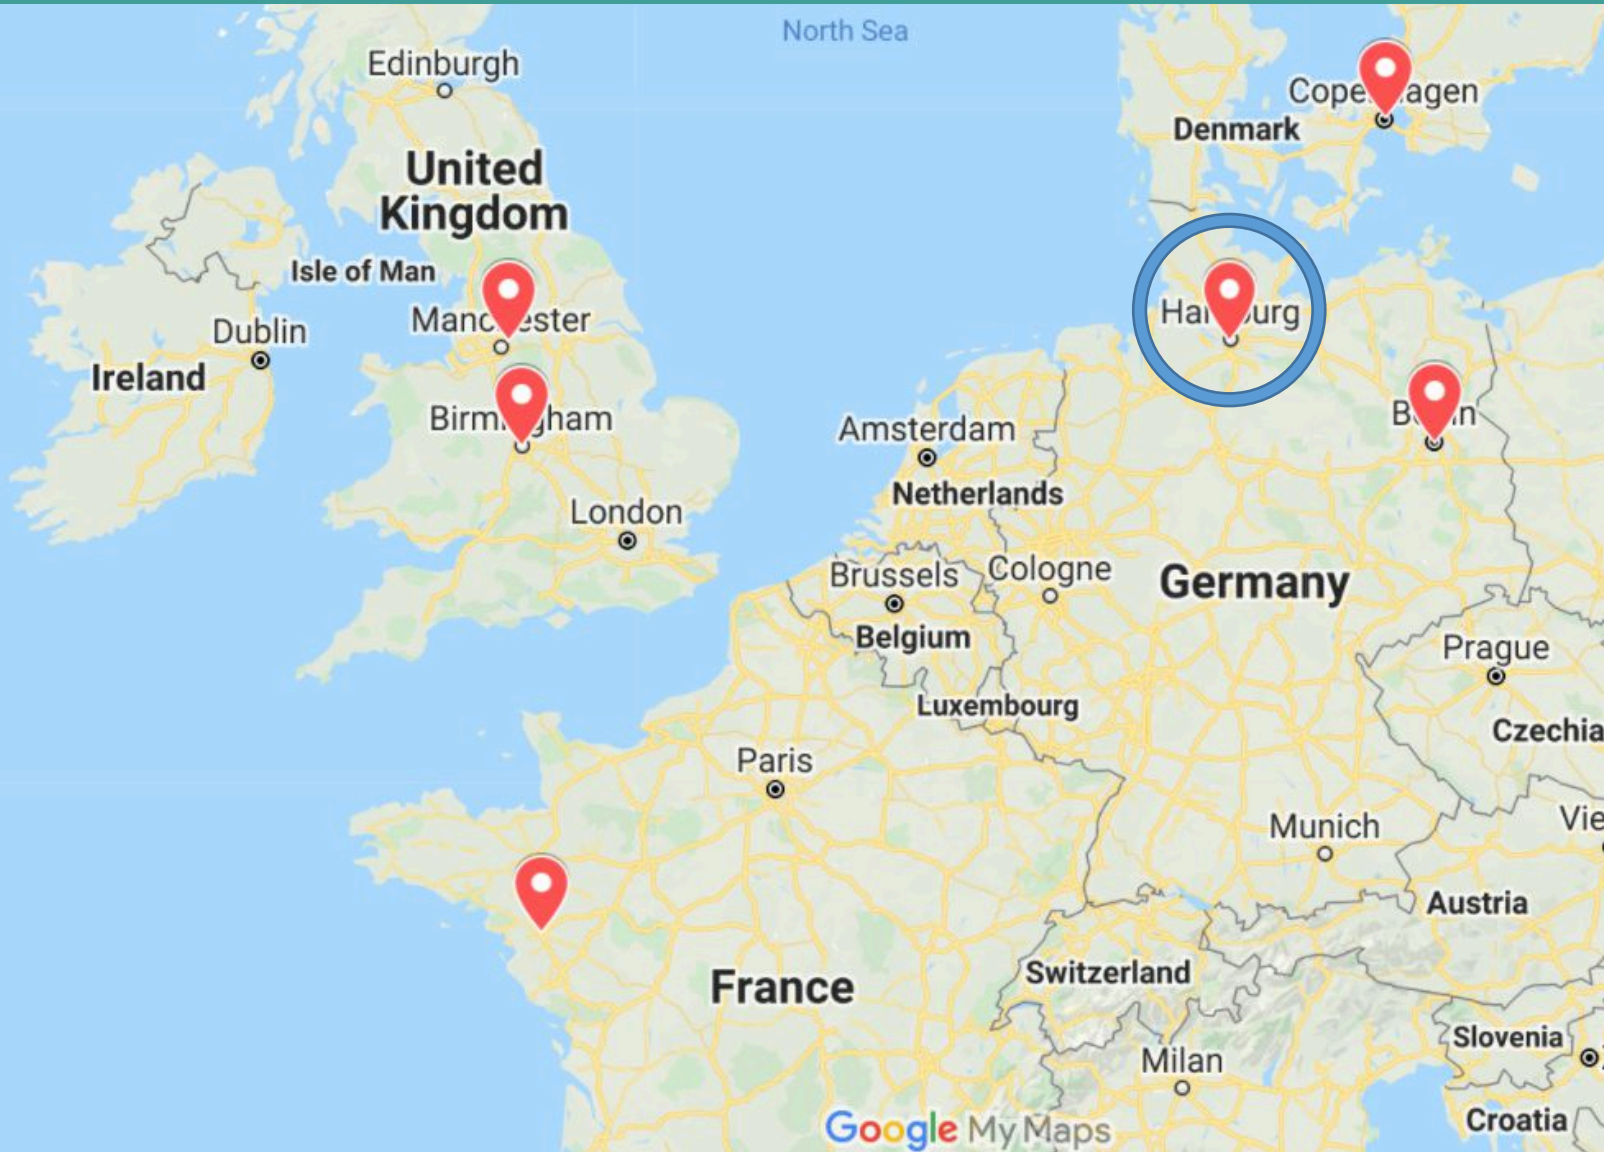 North Sea
Edinburgh
Denmark
United
Kingdom
Isle of Man
Dublin
Ireland
London
Amsterdam
Netherlands
Brussels
Cologne
Germany
Belgium
Prague
Luxembourg
Czechia
Paris
Munich
Vie
Austria
Switzerland
France
Slovenia
Milan
Croatia
Google My Maps